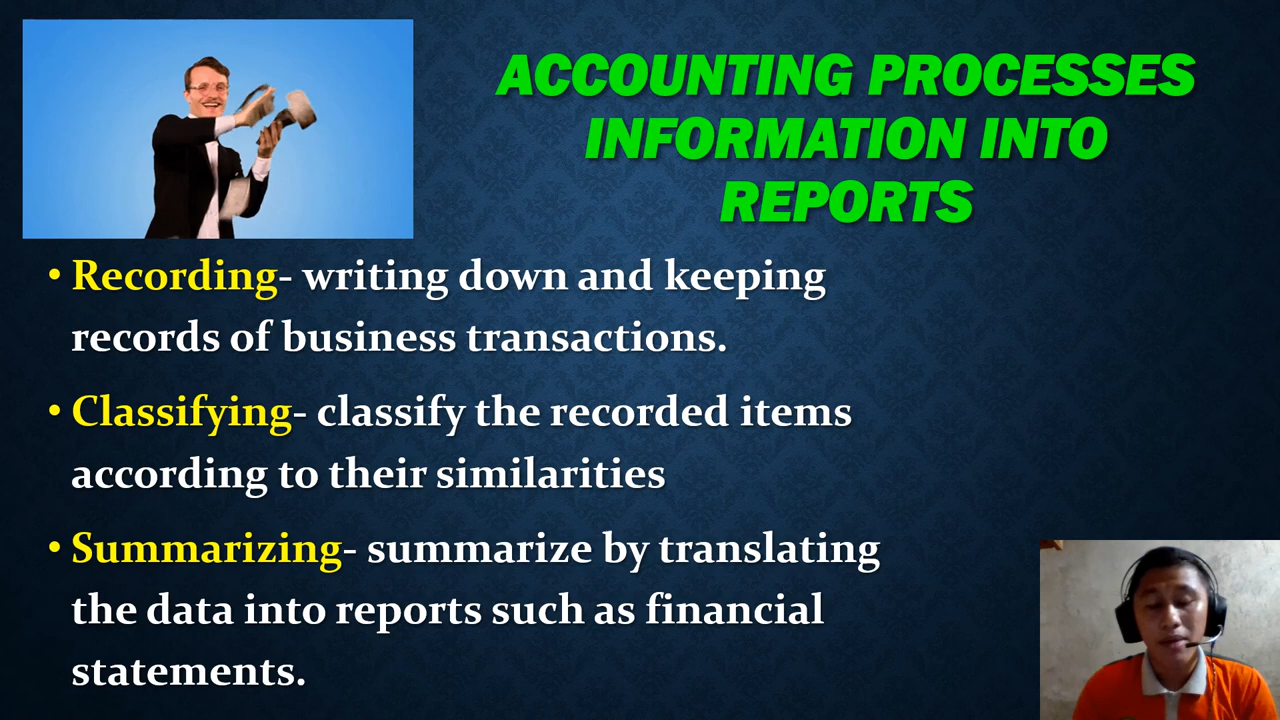 ACCOUNTING PROCESSES
INFORMATION INTO
REPORTS
• Recording- writing down and keeping
records of business transactions.
• Classifying- classify the recorded items
according to their similarities
• Summarizing- summarize by translating
the data into reports such as financial
statements.